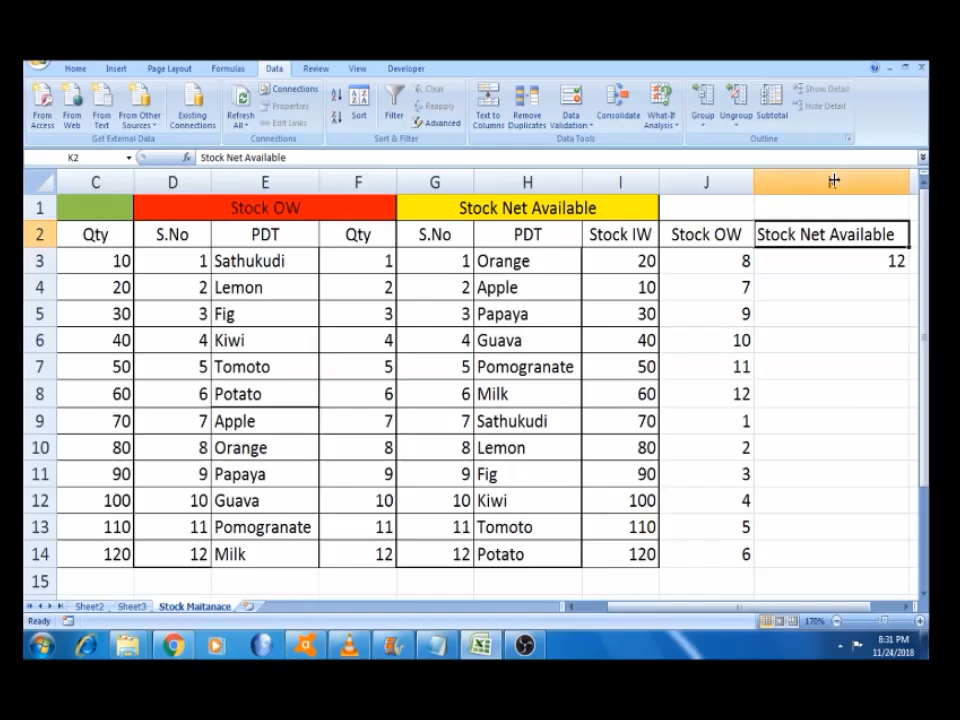 Home Insert Page Layout Formulas Data Review View Developer
From Access From Web From Text From Other Sources Existing Connections Refresh All Connections Properties Edit Links Sort Filter Clear Reapply Advanced Text to Columns Remove Duplicates Data Validation Consolidate What-If Analysis Group Ungroup Subtotal Show Detail Hide Detail
Get External Data Connections Sort & Filter Data Tools Outline
K2 fx Stock Net Available
C D E F G H I J
1 Stock OW Stock Net Available
2 Qty S.No PDT Qty S.No PDT Stock IW Stock OW Stock Net Available
3 10 1 Sathukudi 1 1 Orange 20 8 12
4 20 2 Lemon 2 2 Apple 10 7
5 30 3 Fig 3 3 Papaya 30 9
6 40 4 Kiwi 4 4 Guava 40 10
7 50 5 Tomoto 5 5 Pomogranate 50 11
8 60 6 Potato 6 6 Milk 60 12
9 70 7 Apple 7 7 Sathukudi 70 1
10 80 8 Orange 8 8 Lemon 80 2
11 90 9 Papaya 9 9 Fig 90 3
12 100 10 Guava 10 10 Kiwi 100 4
13 110 11 Pomogranate 11 11 Tomoto 110 5
14 120 12 Milk 12 12 Potato 120 6
15
Sheet2 Sheet3 Stock Maitanace
Ready 170%
8:31 PM
11/24/2018